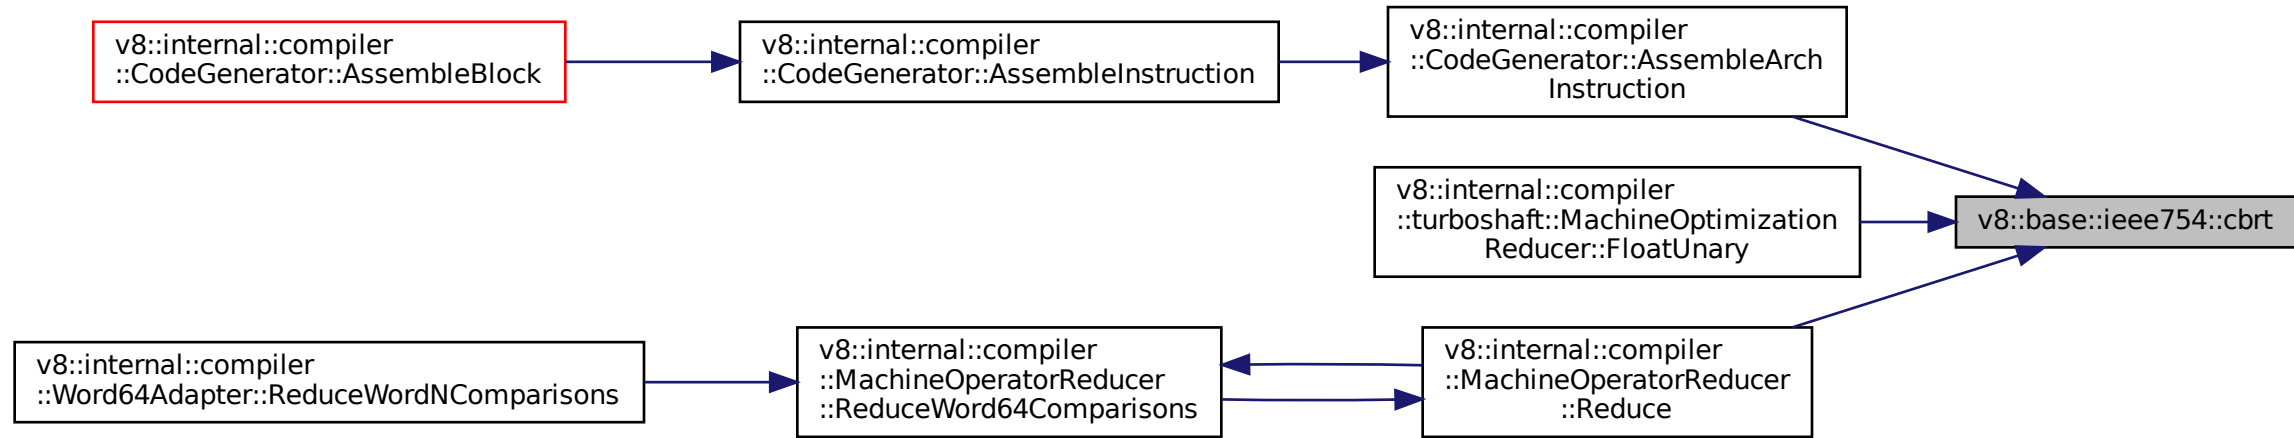 v8::internal::compiler
::CodeGenerator::AssembleBlock
v8::internal::compiler
::CodeGenerator::AssembleInstruction
v8::internal::compiler
::CodeGenerator::AssembleArch
Instruction
v8::internal::compiler
::turboshaft::MachineOptimization
Reducer::FloatUnary
v8::base::ieee754::cbrt
v8::internal::compiler
::Word64Adapter::ReduceWordNComparisons
v8::internal::compiler
::MachineOperatorReducer
::ReduceWord64Comparisons
v8::internal::compiler
::MachineOperatorReducer
::Reduce